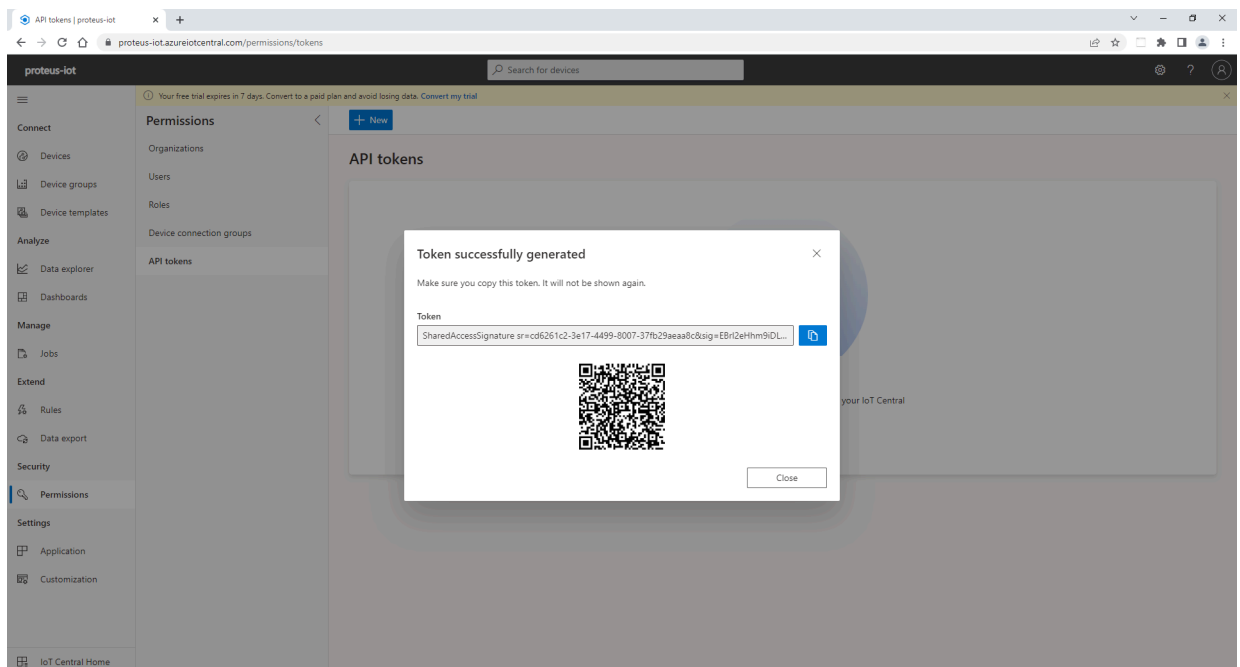 API tokens | proteus-iot
proteus-iot.azureiotcentral.com/permissions/tokens
proteus-iot
Search for devices
Your free trial expires in 7 days. Convert to a paid plan and avoid losing data. Convert my trial
Connect
Devices
Device groups
Device templates
Analyze
Data explorer
Dashboards
Manage
Jobs
Extend
Rules
Data export
Security
Permissions
Settings
Application
Customization
IoT Central Home
Permissions
Organizations
Users
Roles
Device connection groups
API tokens
New
API tokens
Token successfully generated
Make sure you copy this token. It will not be shown again.
Token
SharedAccessSignature sr=cd6261c2-3e17-4499-8007-37fb29aeaa8c&sig=EBrI2eHhm9iDL...
your IoT Central
Close